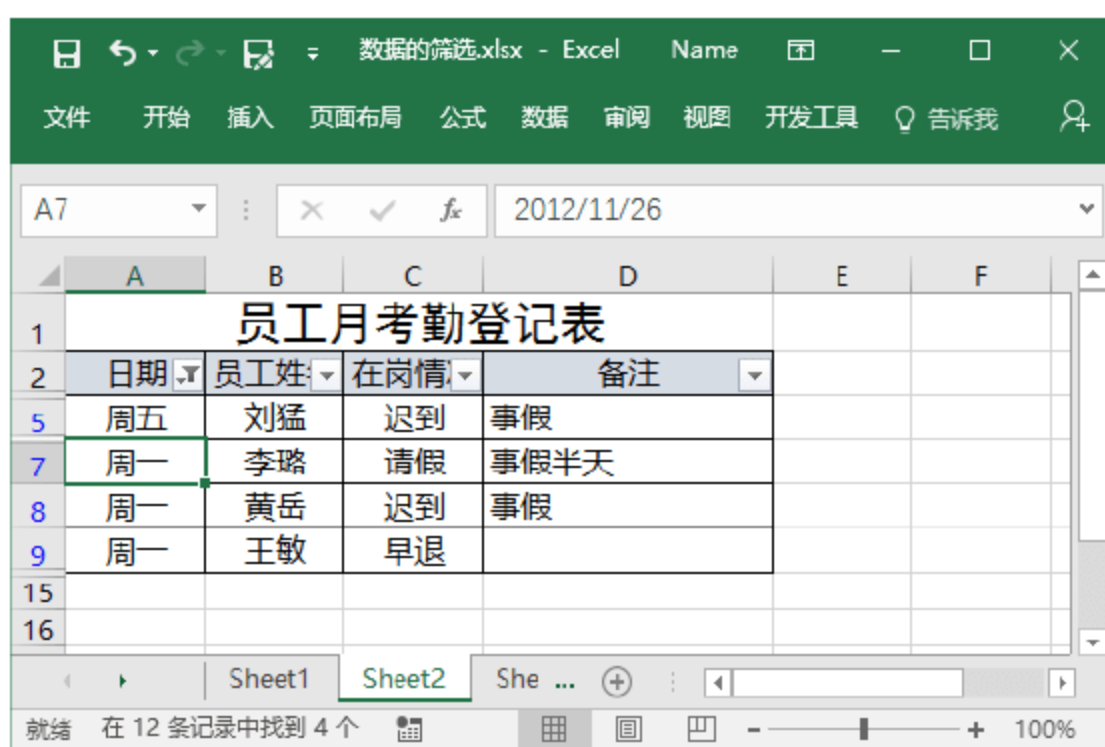 数据的筛选.xlsx - Excel Name
文件 开始 插入 页面布局 公式 数据 审阅 视图 开发工具 告诉我
A7 fx 2012/11/26
A B C D E F
1 员工月考勤登记表
2 日期 员工姓 在岗情 备注
5 周五 刘猛 迟到 事假
7 周一 李璐 请假 事假半天
8 周一 黄岳 迟到 事假
9 周一 王敏 早退
15
16
Sheet1 Sheet2 She ...
就绪 在 12 条记录中找到 4 个 100%